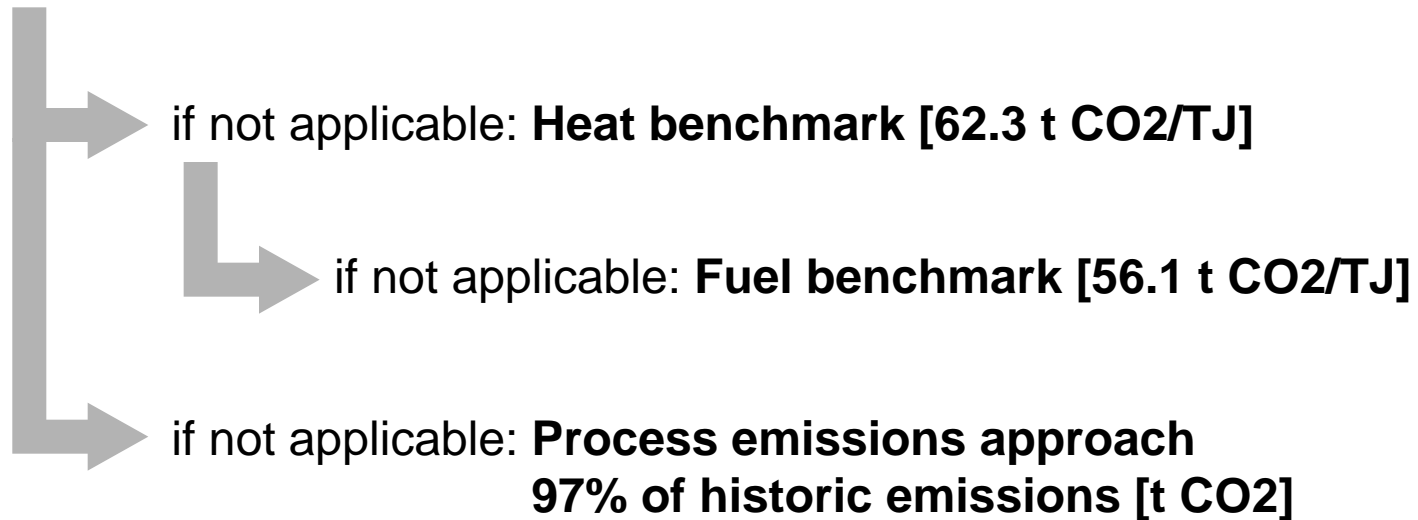 if not applicable: Heat benchmark [62.3 t CO2/TJ]
if not applicable: Fuel benchmark [56.1 t CO2/TJ]
if not applicable: Process emissions approach
97% of historic emissions [t CO2]